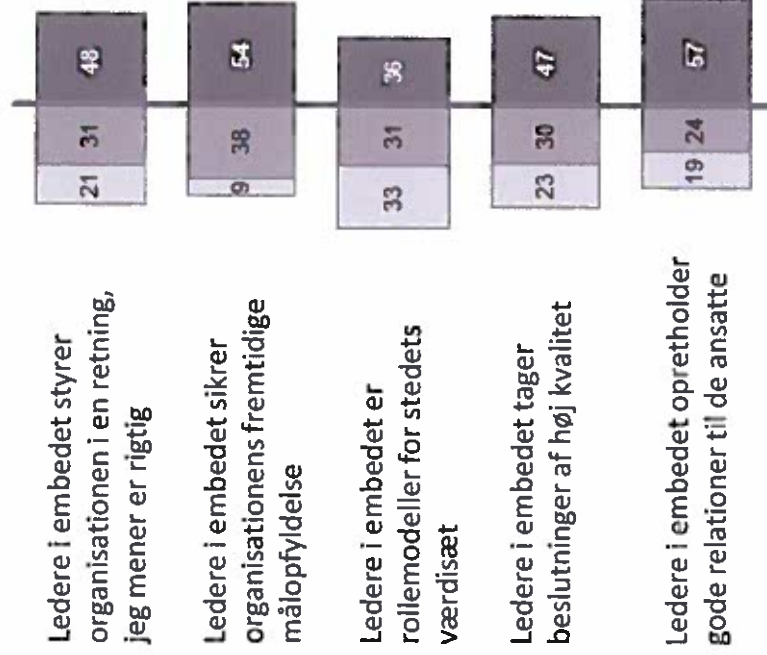 Ledere i embedet styrer
organisationen i en retning,
jeg mener er rigtig
21 31 48
Ledere i embedet sikrer
organisationens fremtidige
målopfyldelse
9 38 54
Ledere i embedet er
rollemodeller for stedets
værdisæt
33 31 36
Ledere i embedet tager
beslutninger af høj kvalitet
23 30 47
Ledere i embedet opretholder
gode relationer til de ansatte
19 24 57